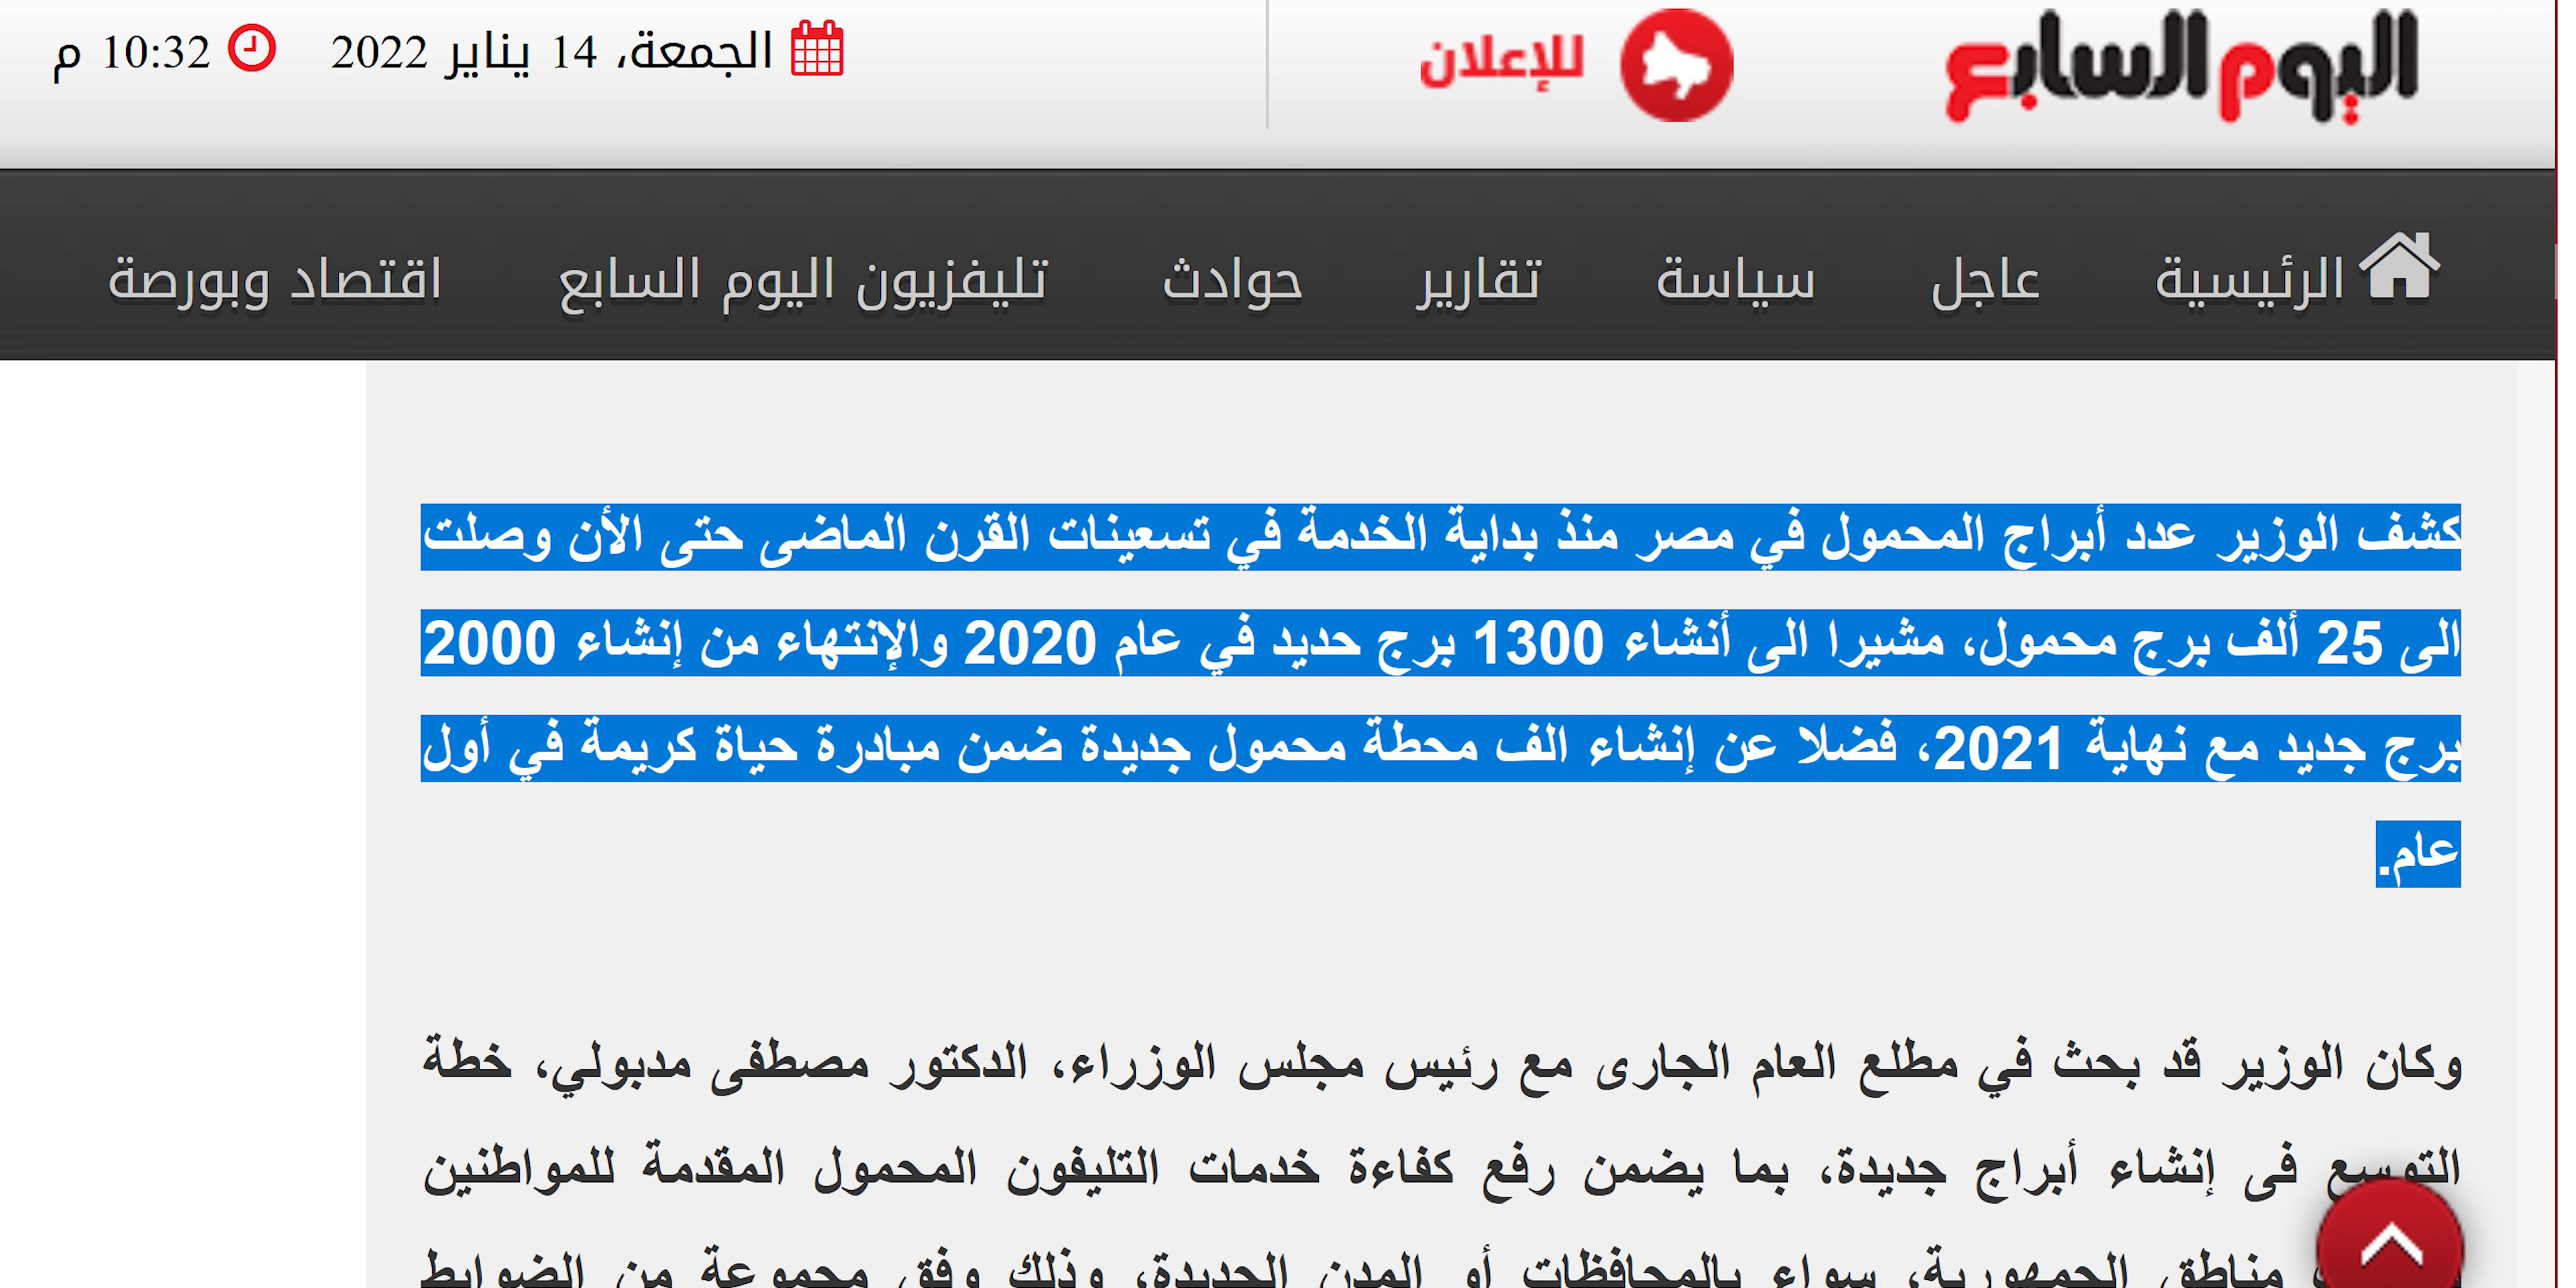 اليوم السابع
للإعلان
الجمعة، 14 يناير 2022
10:32 م
الرئيسية عاجل سياسة تقارير حوادث تليفزيون اليوم السابع اقتصاد وبورصة
كشف الوزير عدد أبراج المحمول في مصر منذ بداية الخدمة في تسعينات القرن الماضى حتى الأن وصلت
الى 25 ألف برج محمول، مشيرا الى أنشاء 1300 برج حديد في عام 2020 والإنتهاء من إنشاء 2000
برج جديد مع نهاية 2021، فضلا عن إنشاء الف محطة محمول جديدة ضمن مبادرة حياة كريمة في أول
عام.
وكان الوزير قد بحث في مطلع العام الجارى مع رئيس مجلس الوزراء، الدكتور مصطفى مدبولي، خطة
التوسع فى إنشاء أبراج جديدة، بما يضمن رفع كفاءة خدمات التليفون المحمول المقدمة للمواطنين
مناطق الجمهورية، سواء بالمحافظات أو المدن الجديدة، وذلك وفق مجموعة من الضوابط